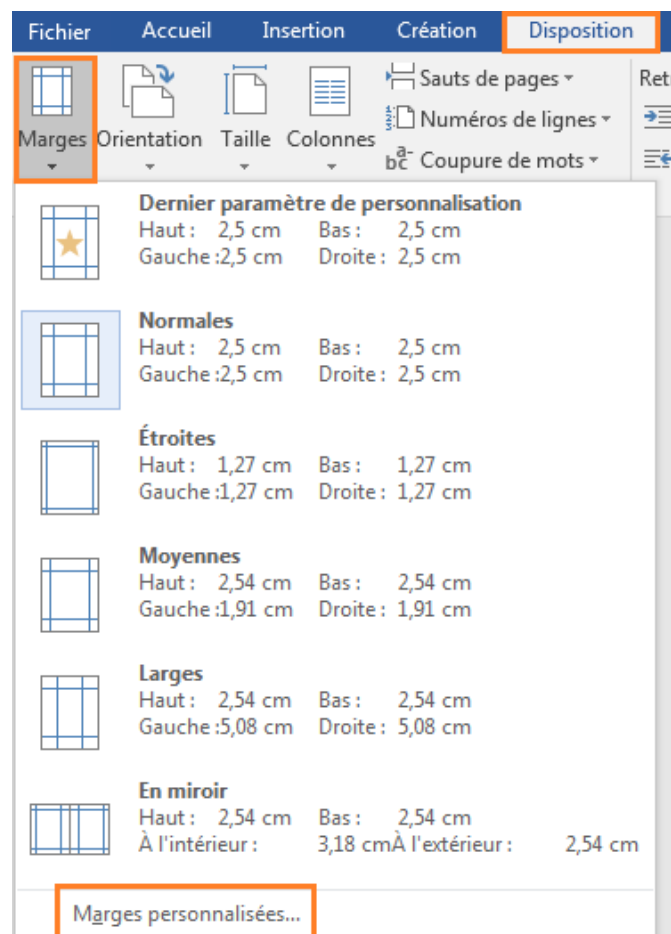 Fichier Accueil Insertion Création Disposition
Sauts de pages Ret
Numéros de lignes
Marges Orientation Taille Colonnes
Coupure de mots
Dernier paramètre de personnalisation
Haut : 2,5 cm Bas : 2,5 cm
Gauche :2,5 cm Droite : 2,5 cm
Normales
Haut : 2,5 cm Bas : 2,5 cm
Gauche :2,5 cm Droite : 2,5 cm
Étroites
Haut : 1,27 cm Bas : 1,27 cm
Gauche :1,27 cm Droite : 1,27 cm
Moyennes
Haut : 2,54 cm Bas : 2,54 cm
Gauche :1,91 cm Droite : 1,91 cm
Larges
Haut : 2,54 cm Bas : 2,54 cm
Gauche :5,08 cm Droite : 5,08 cm
En miroir
Haut : 2,54 cm Bas : 2,54 cm
À l'intérieur : 3,18 cmÀ l'extérieur : 2,54 cm
Marges personnalisées...